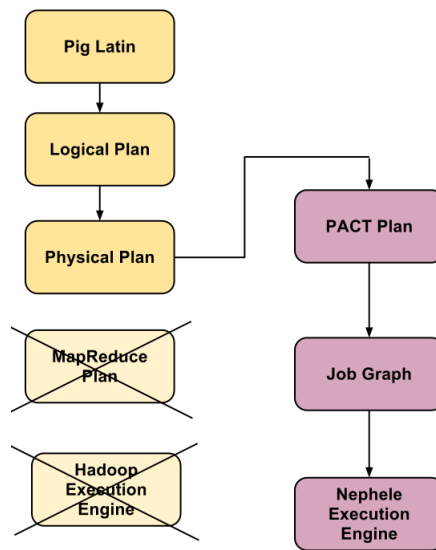 Pig Latin
Logical Plan
Physical Plan
MapReduce
Plan
Hadoop
Execution
Engine
PACT Plan
Job Graph
Nephele
Execution
Engine